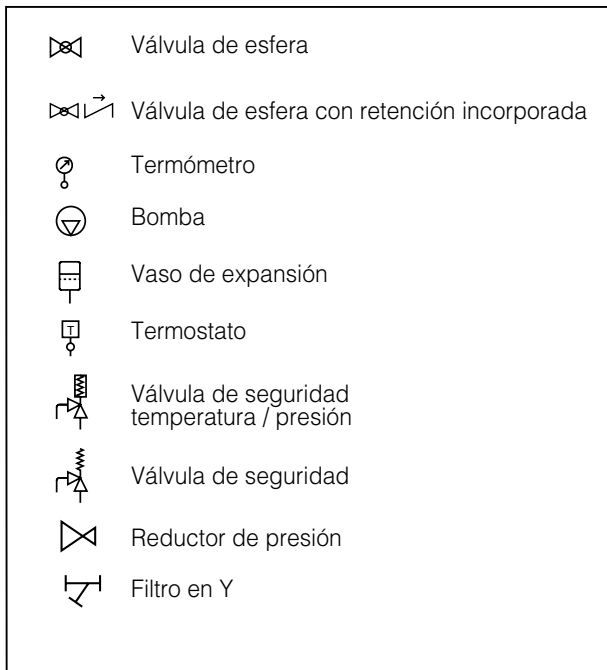 Válvula de esfera
Válvula de esfera con retención incorporada
Termómetro
Bomba
Vaso de expansión
T
Termostato
Válvula de seguridad
temperatura / presión
Válvula de seguridad
Reductor de presión
Filtro en Y